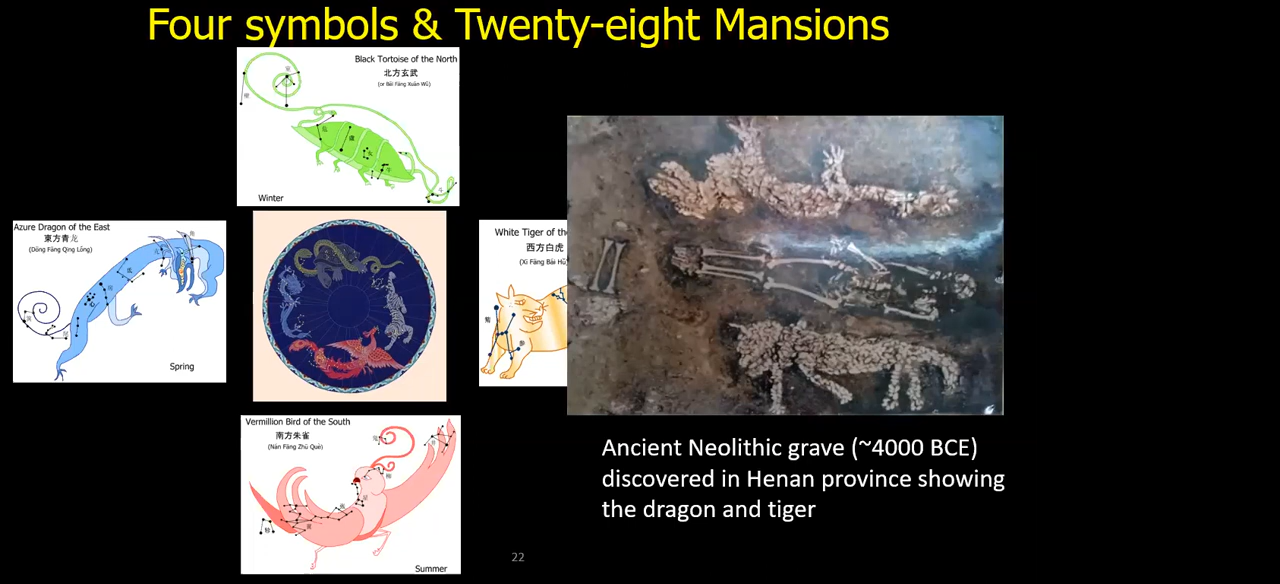 Four symbols & Twenty-eight Mansions
Black Tortoise of the North
北方玄武
(or Běi Fāng Xuán Wǔ)
Winter
Azure Dragon of the East
東方青龙
(Dōng Fāng Qīng Lóng)
Spring
White Tiger of the
西方白虎
(Xī Fāng Bái Hǔ)
Vermillion Bird of the South
南方朱雀
(Nán Fāng Zhū Què)
Summer
Ancient Neolithic grave (~4000 BCE)
discovered in Henan province showing
the dragon and tiger
22